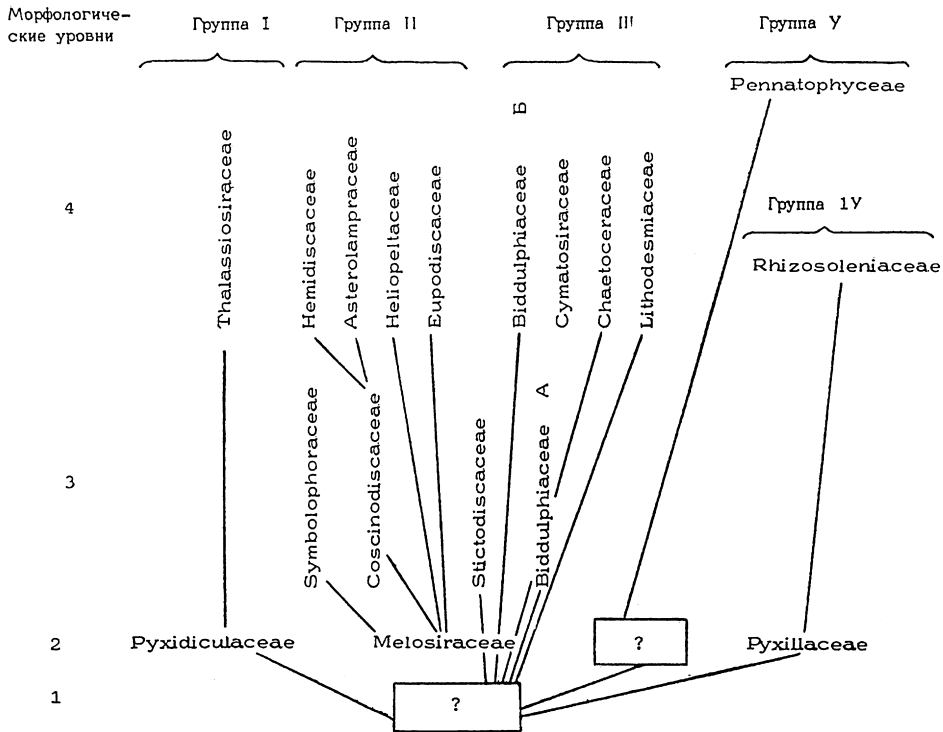 Морфологиче-
ские уровни
Группа I
Группа II
Группа III
Группа У
Pennatophyceae
Б
4
Thalassiosiraceae
Hemidiscaceae
Asterolampraceae
Heliopeltaceae
Eupodiscaceae
Biddulphiaceae
Cymatosiraceae
Chaetoceraceae
Lithodesmiaceae
Группа 1У
Rhizosoleniaceae
3
Symbolophoraceae
Coscinodiscaceae
Stictodiscaceae
Biddulphiaceae А
2
Pyxidiculaceae
Melosiraceae
?
Pyxillaceae
1
?